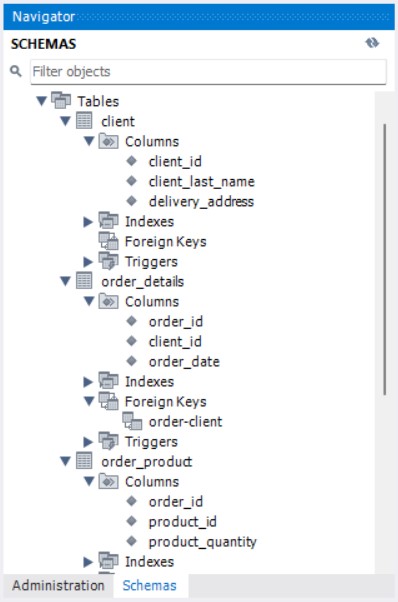 Navigator
SCHEMAS
Filter objects
Tables
client
Columns
client_id
client_last_name
delivery_address
Indexes
Foreign Keys
Triggers
order_details
Columns
order_id
client_id
order_date
Indexes
Foreign Keys
order-client
Triggers
order_product
Columns
order_id
product_id
product_quantity
Indexes
Administration Schemas